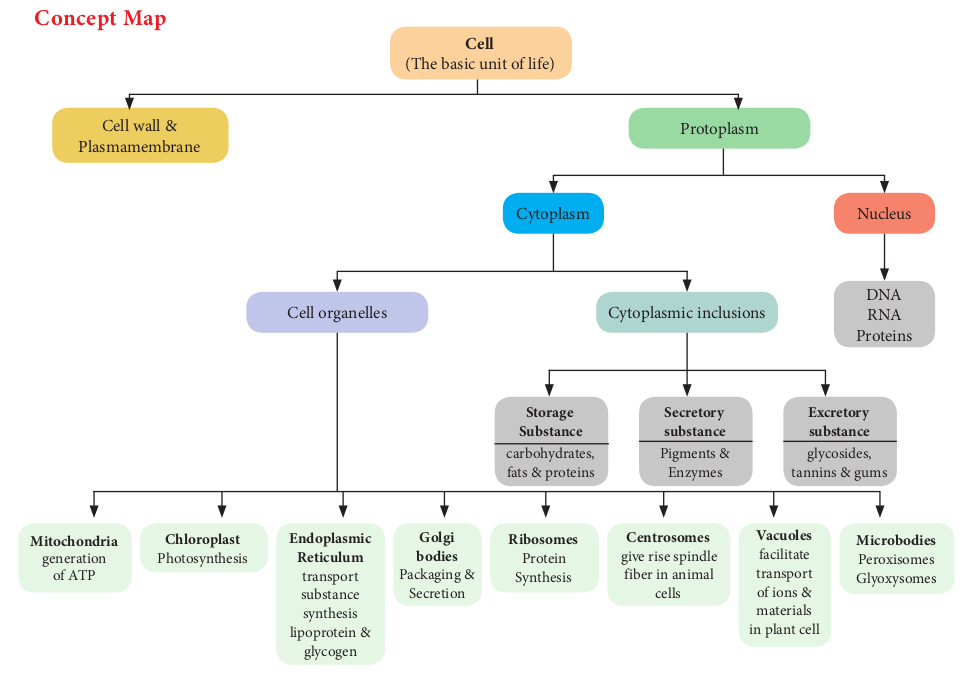 Concept Map
Cell
(The basic unit of life)
Cell wall &
Plasmamembrane
Protoplasm
Cytoplasm
Nucleus
Cell organelles
Cytoplasmic inclusions
DNA
RNA
Proteins
Storage
Substance
carbohydrates,
fats & proteins
Secretory
substance
Pigments &
Enzymes
Excretory
substance
glycosides,
tannins & gums
Mitochondria
generation
of ATP
Chloroplast
Photosynthesis
Endoplasmic
Reticulum
transport
substance
synthesis
lipoprotein &
glycogen
Golgi
bodies
Packaging &
Secretion
Ribosomes
Protein
Synthesis
Centrosomes
give rise spindle
fiber in animal
cells
Vacuoles
facilitate
transport
of ions &
materials
in plant cell
Microbodies
Peroxisomes
Glyoxysomes